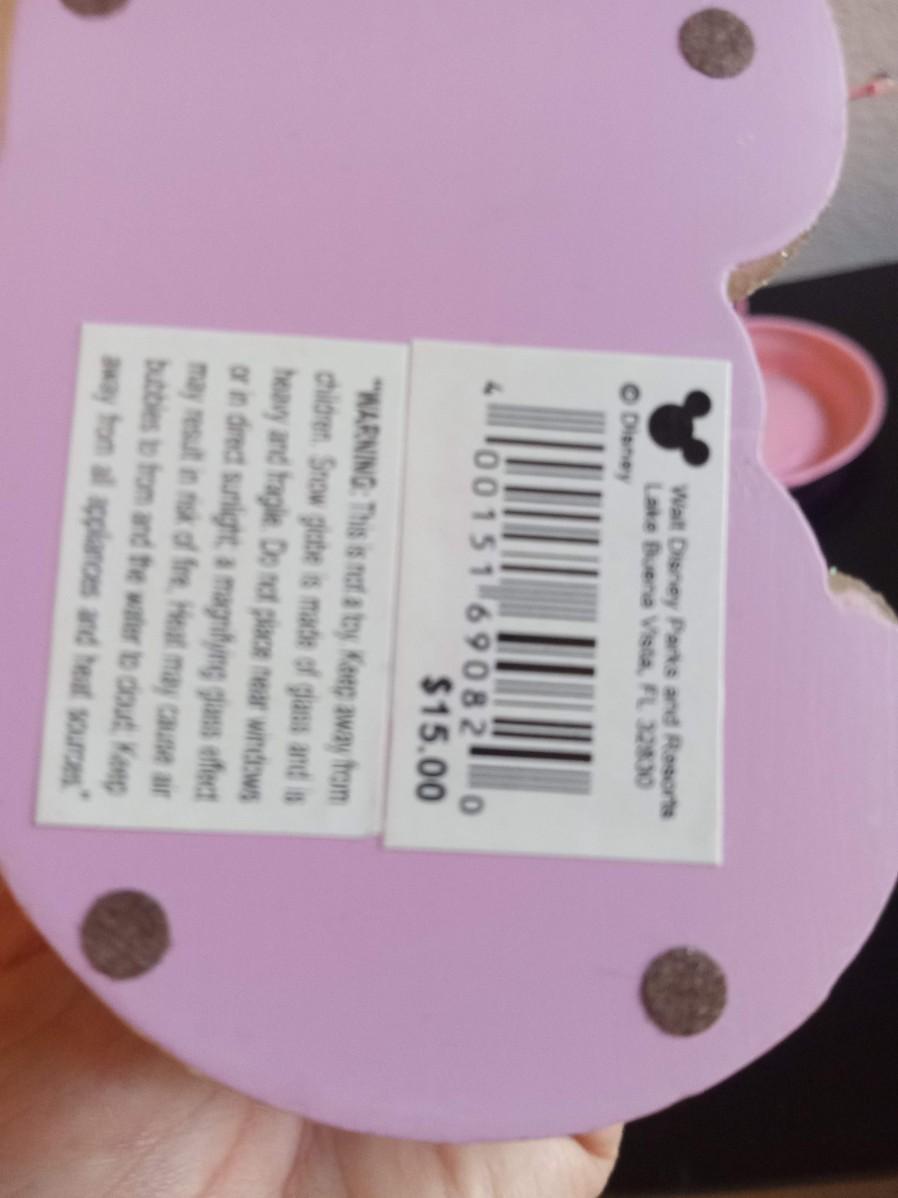 Walt Disney Parks and Resorts
Lake Buena Vista, FL 32830
© Disney
4 00151 69082 0
$15.00
"WARNING: This is not a toy. Keep away from
children. Snow globe is made of glass and is
heavy and fragile. Do not place near windows
or in direct sunlight; a magnifying glass effect
may result in risk of fire. Heat may cause air
bubbles to from and the water to cloud; Keep
away from all appliances and heat sources."